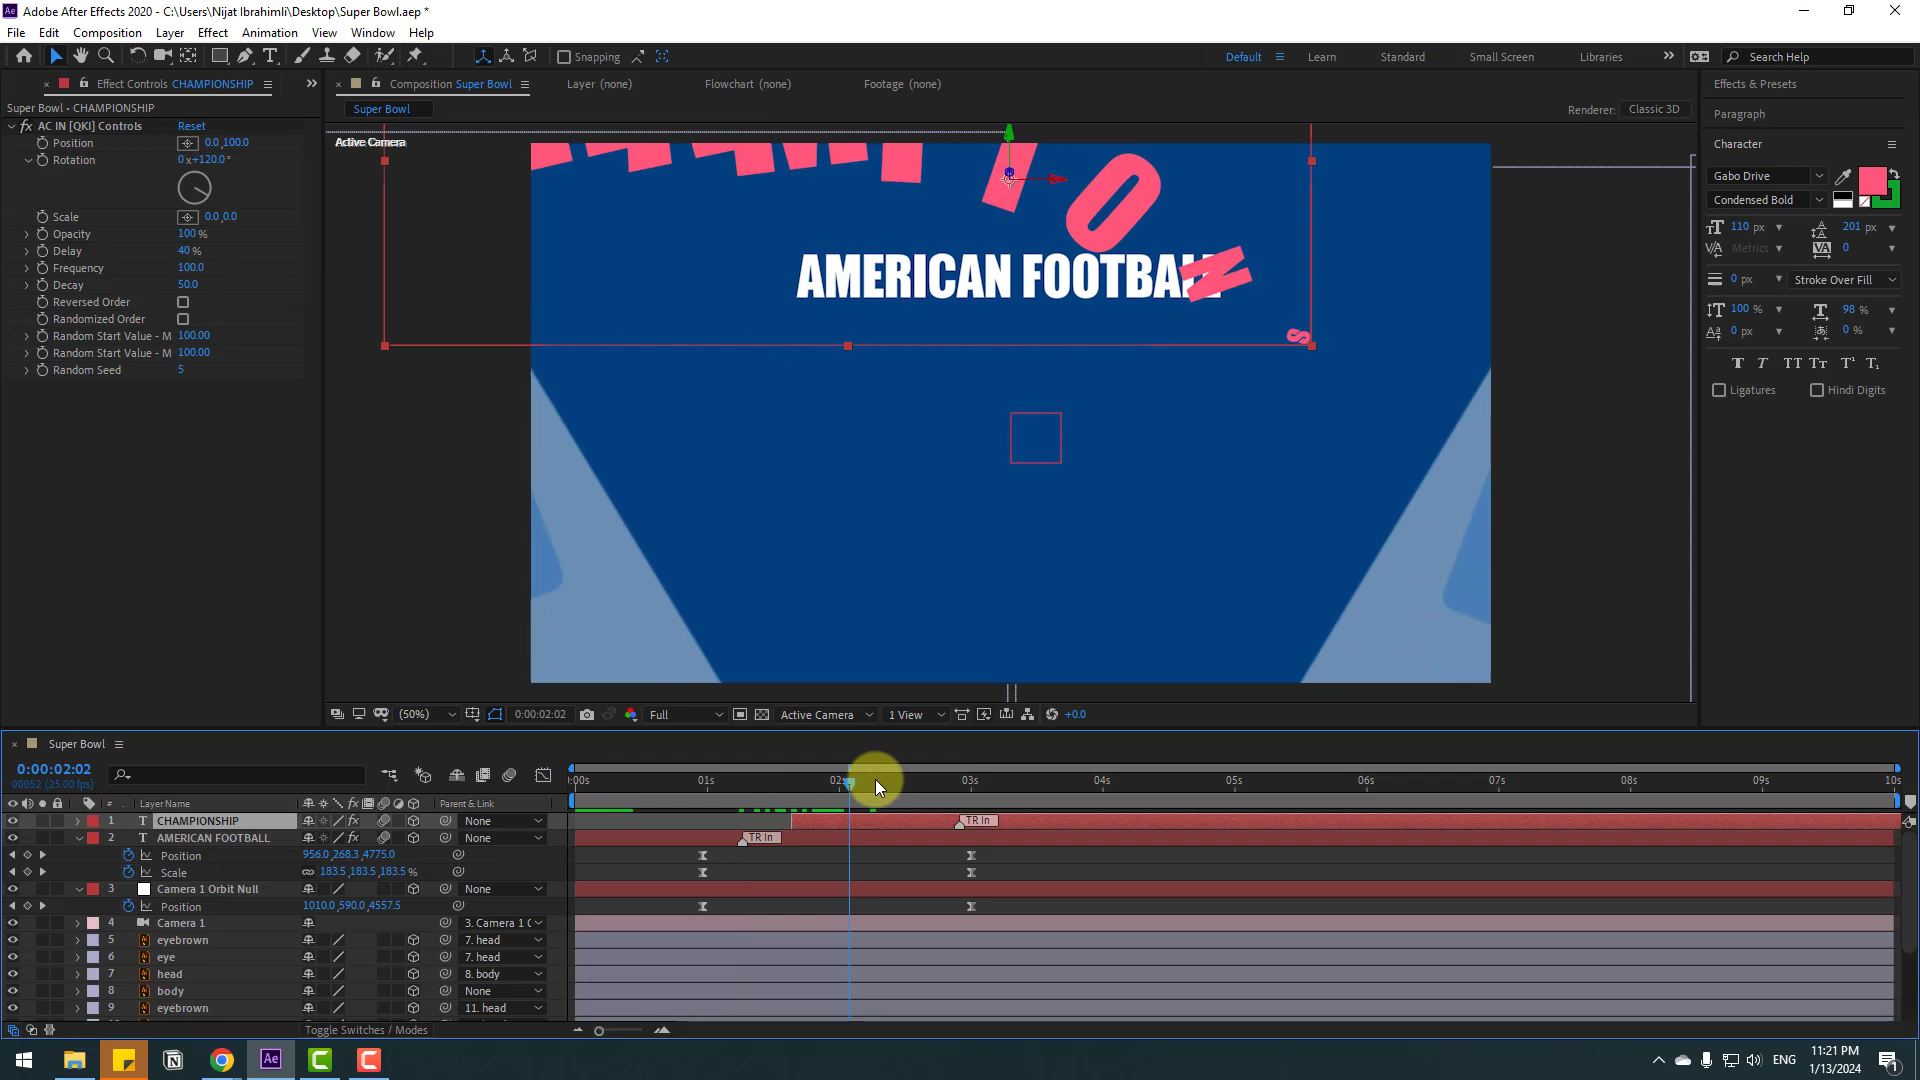 Adobe After Effects 2020 - C:\Users\Nijat Ibrahimli\Desktop\Super Bowl.aep *
File Edit Composition Layer Effect Animation View Window Help
Snapping
Default Learn Standard Small Screen Libraries Search Help
Effect Controls CHAMPIONSHIP
Composition Super Bowl
Layer (none)
Flowchart (none)
Footage (none)
Effects & Presets
Super Bowl • CHAMPIONSHIP
Super Bowl
Renderer: Classic 3D
Paragraph
AC IN [QKI] Controls Reset
Position 0.0,100.0
Rotation 0x+120.0°
Scale 0.0,0.0
Opacity 100 %
Delay 40 %
Frequency 100.0
Decay 50.0
Reversed Order
Randomized Order
Random Start Value - M 100.00
Random Start Value - M 100.00
Random Seed 5
Active Camera
ION
AMERICAN FOOTBALL
S
Character
Gabo Drive
Condensed Bold
110 px 201 px
Metrics 0
0 px Stroke Over Fill
100 % 98 %
0 px 0 %
Ligatures Hindi Digits
(50%) 0:00:02:02 Full Active Camera 1 View +0.0
Super Bowl
0:00:02:02
00052 (25.00 fps)
:00s 01s 02s 03s 04s 05s 06s 07s 08s 09s 10s
# Layer Name Parent & Link
1 CHAMPIONSHIP None TR In
2 AMERICAN FOOTBALL None TR In
Position 956.0,268.3,4775.0
Scale 183.5,183.5,183.5 %
3 Camera 1 Orbit Null None
Position 1010.0,590.0,4557.5
4 Camera 1 3. Camera 1 C
5 eyebrown 7. head
6 eye 7. head
7 head 8. body
8 body None
9 eyebrown 11. head
Toggle Switches / Modes
ENG
11:21 PM
1/13/2024
1